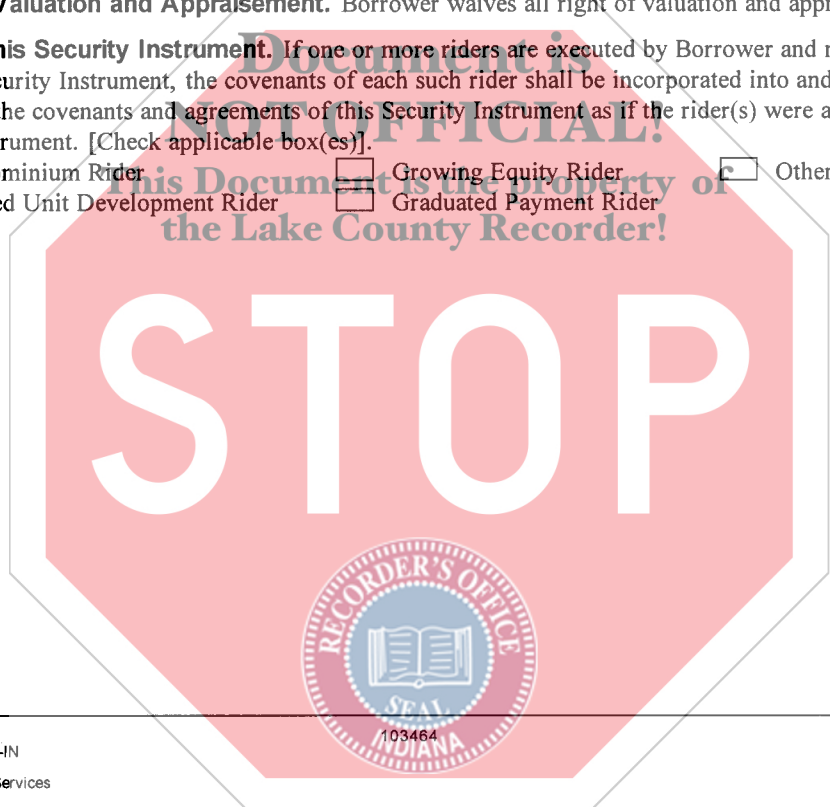 Valuation and Appraisement. Borrower waives all right of valuation and appr
Document is
his Security Instrument. If one or more riders are executed by Borrower and r
curity Instrument, the covenants of each such rider shall be incorporated into and
the covenants and agreements of this Security Instrument as if the rider(s) were a
NOT OFFICIAL!
rument. [Check applicable box(es)].
ominium Rider Growing Equity Rider Other
This Document is the property of
ed Unit Development Rider Graduated Payment Rider
the Lake County Recorder!
STOP
RECORDER'S OFFICE
SEAL
INDIANA
103464
-IN
Services